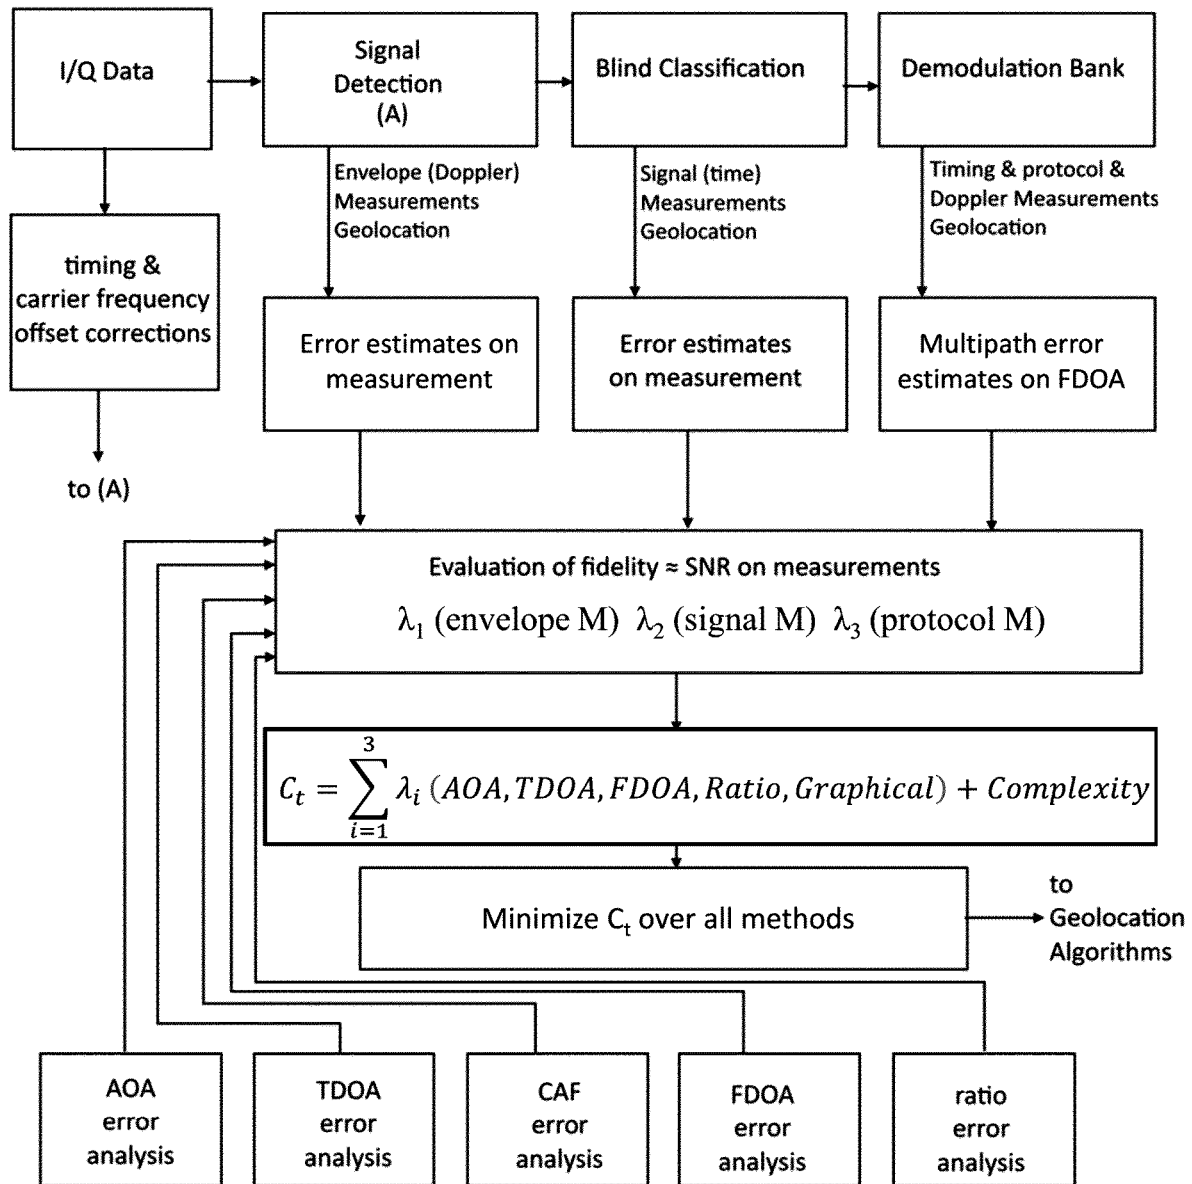 I/Q Data
Signal
Detection
(A)
Blind Classification
Demodulation Bank
Envelope (Doppler)
Measurements
Geolocation
Signal (time)
Measurements
Geolocation
Timing & protocol &
Doppler Measurements
Geolocation
timing &
carrier frequency
offset corrections
to (A)
Error estimates on
measurement
Error estimates
on measurement
Multipath error
estimates on FDOA
Evaluation of fidelity ≈ SNR on measurements
λ₁ (envelope M) λ₂ (signal M) λ₃ (protocol M)
C_t = ∑_{i=1}^{3} λ_i (AOA, TDOA, FDOA, Ratio, Graphical) + Complexity
Minimize C_t over all methods
to
Geolocation
Algorithms
AOA
error
analysis
TDOA
error
analysis
CAF
error
analysis
FDOA
error
analysis
ratio
error
analysis